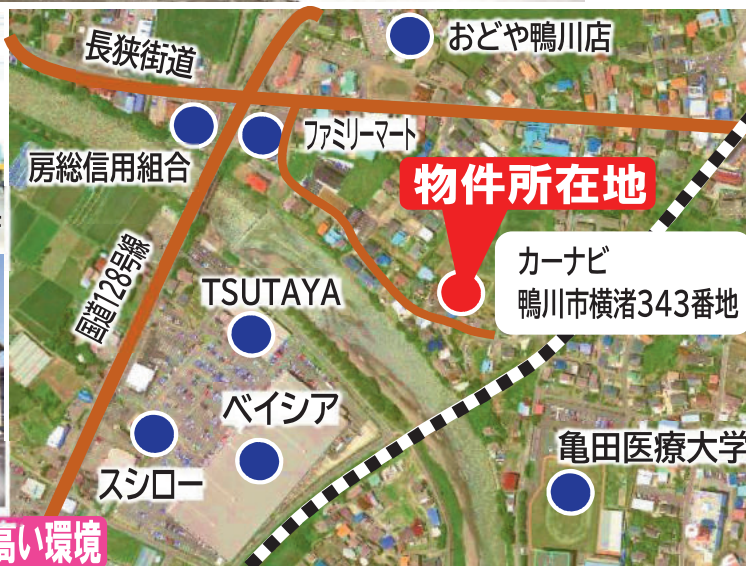 おどや鴨川店
長狭街道
ファミリーマート
房総信用組合
物件所在地
カーナビ
鴨川市横渚343番地
国道128号線
TSUTAYA
ベイシア
スシロー
亀田医療大学
高い環境